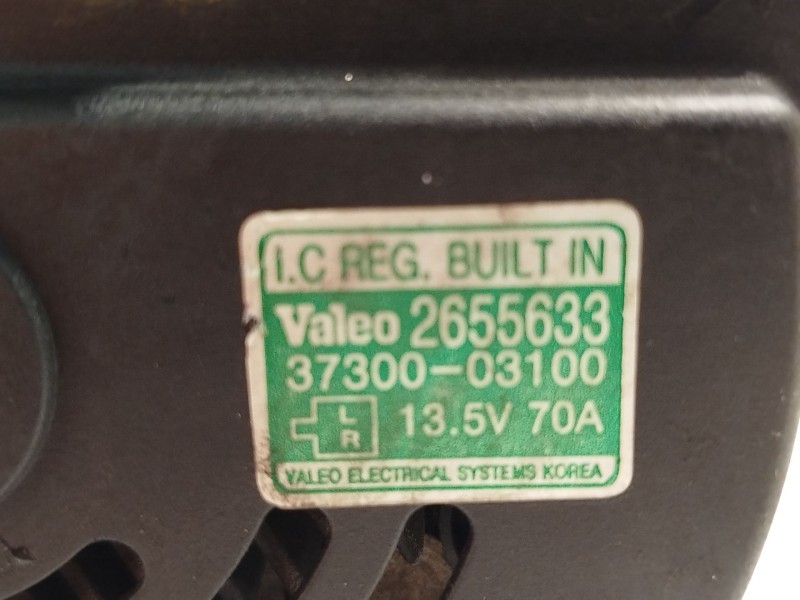 I.C REG. BUILT IN
Valeo 2655633
37300-03100
L
R
13.5V 70A
VALEO ELECTRICAL SYSTEMS KOREA